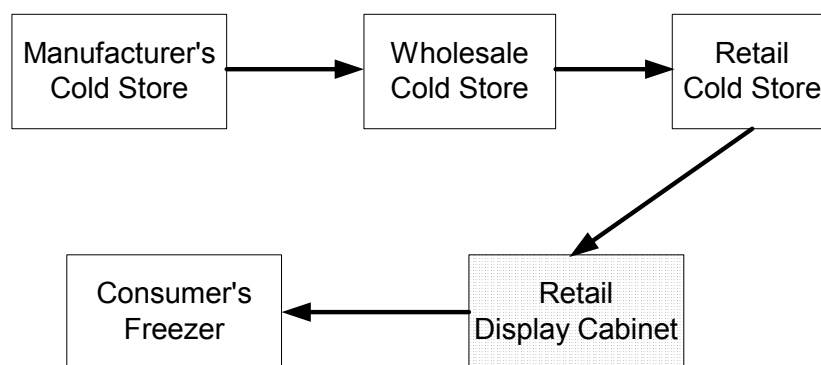 Manufacturer's
Cold Store
Wholesale
Cold Store
Retail
Cold Store
Consumer's
Freezer
Retail
Display Cabinet